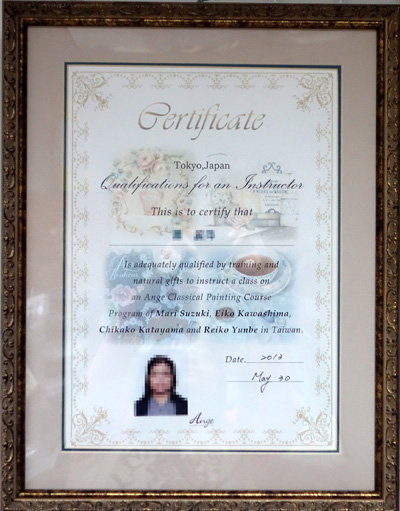 Certificate
Tokyo,Japan
Qualifications for an Instructor
This is to certify that
Is adequately qualified by training and
natural gifts to instruct a class on
an Ange Classical Painting Course
Program of Mari Suzuki, Eiko Kawashima,
Chikako Katayama and Reiko Yunbe in Taiwan.
Date
May 30
Ange